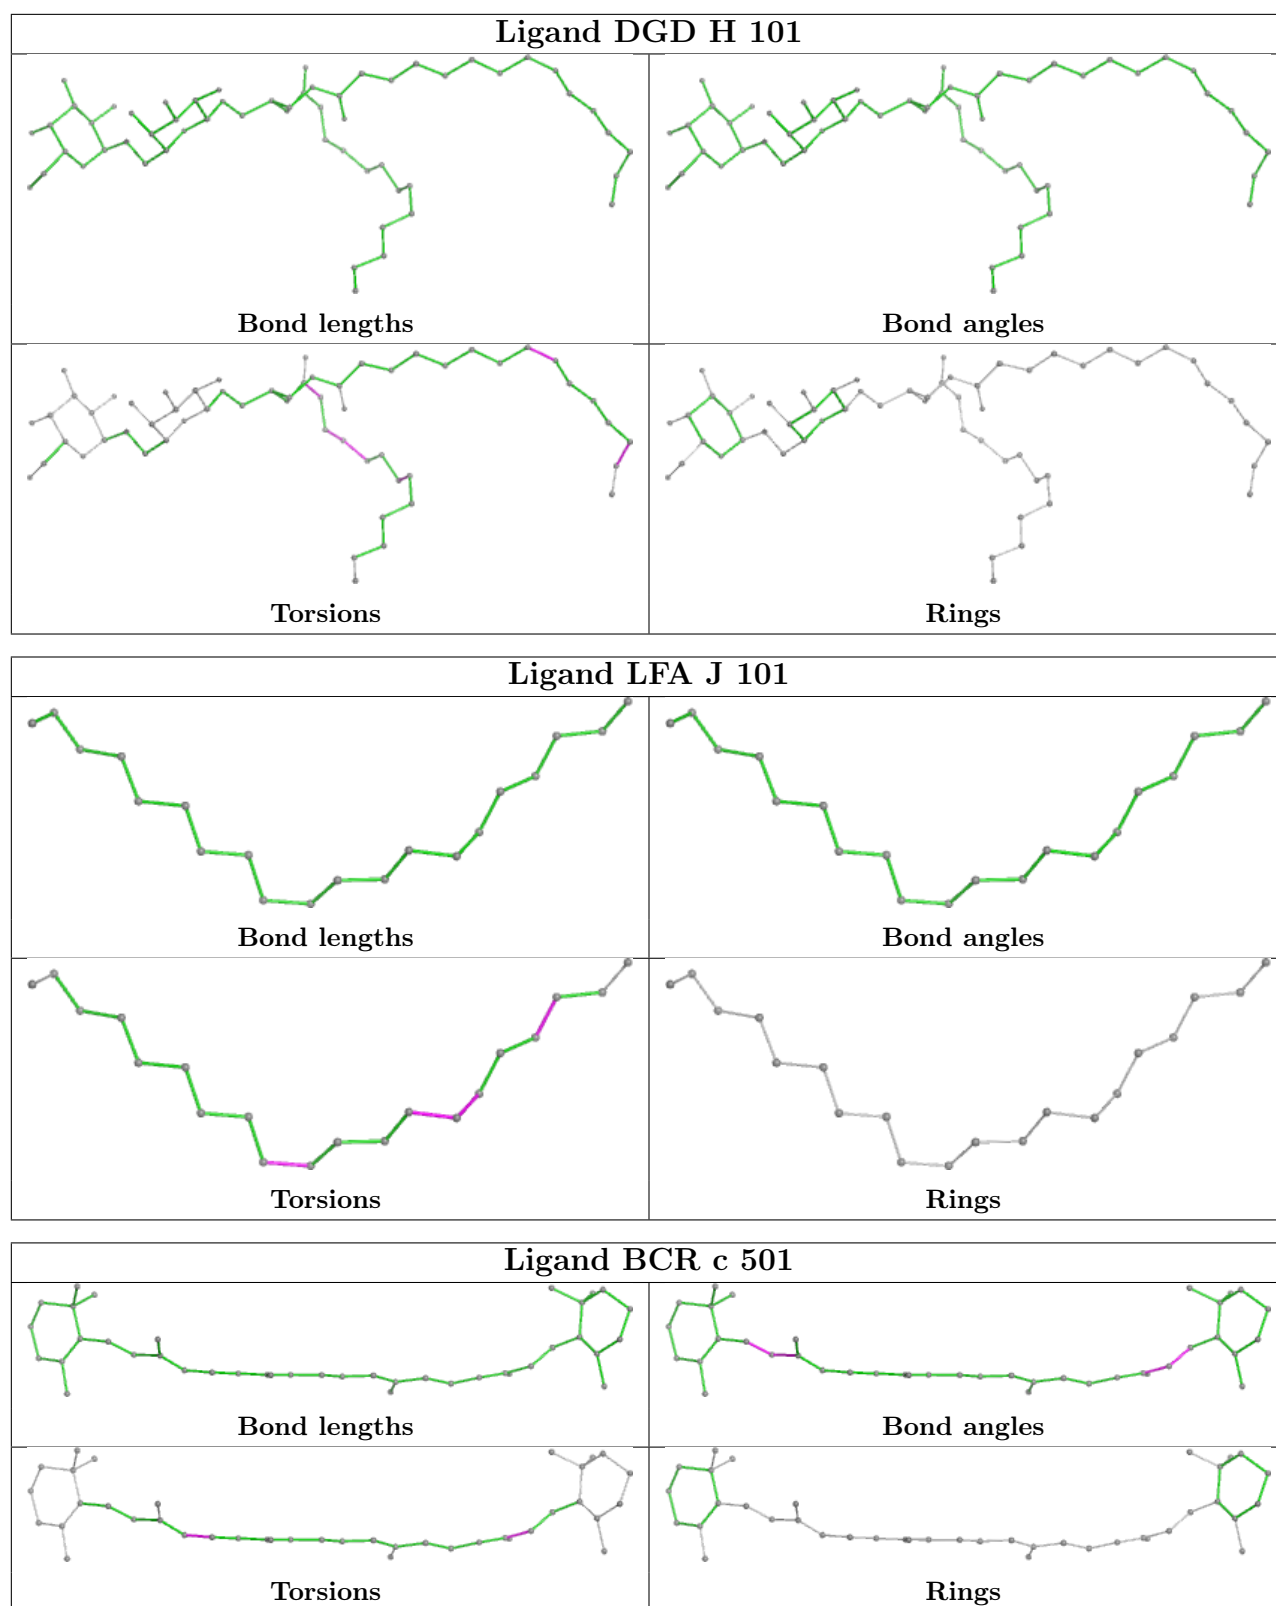 Ligand DGD H 101
Bond lengths
Bond angles
Torsions
Rings
Ligand LFA J 101
Bond lengths
Bond angles
Torsions
Rings
Ligand BCR c 501
Bond lengths
Bond angles
Torsions
Rings